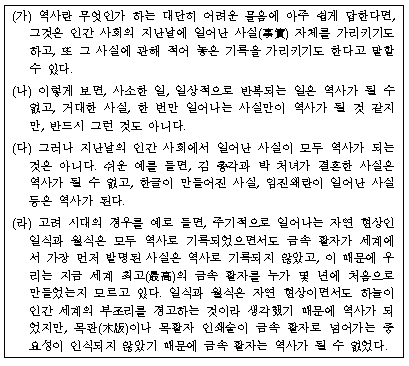 (가) 역사란 무엇인가 하는 대단히 어려운 물음에 아주 쉽게 답한다면,
그것은 인간 사회의 지난날에 일어난 사실(事實) 자체를 가리키기도
하고, 또 그 사실에 관해 적어 놓은 기록을 가리키기도 한다고 말할
수 있다.
(나) 이렇게 보면, 사소한 일, 일상적으로 반복되는 일은 역사가 될 수
없고, 거대한 사실, 한 번만 일어나는 사실만이 역사가 될 것 같지
만, 반드시 그런 것도 아니다.
(다) 그러나 지난날의 인간 사회에서 일어난 사실이 모두 역사가 되는
것은 아니다. 쉬운 예를 들면, 김 총각과 박 처녀가 결혼한 사실은
역사가 될 수 없고, 한글이 만들어진 사실, 임진왜란이 일어난 사실
등은 역사가 된다.
(라) 고려 시대의 경우를 예로 들면, 주기적으로 일어나는 자연 현상인
일식과 월식은 모두 역사로 기록되었으면서도 금속 활자가 세계에
서 가장 먼저 발명된 사실은 역사로 기록되지 않았고, 이 때문에 우
리는 지금 세계 최고(最高)의 금속 활자를 누가 몇 년에 처음으로
만들었는지 모르고 있다. 일식과 월식은 자연 현상이면서도 하늘이
인간 세계의 부조리를 경고하는 것이라 생각했기 때문에 역사가 되
었지만, 목판(木版)이나 목활자 인쇄술이 금속 활자로 넘어가는 중
요성이 인식되지 않았기 때문에 금속 활자는 역사가 될 수 없었다.